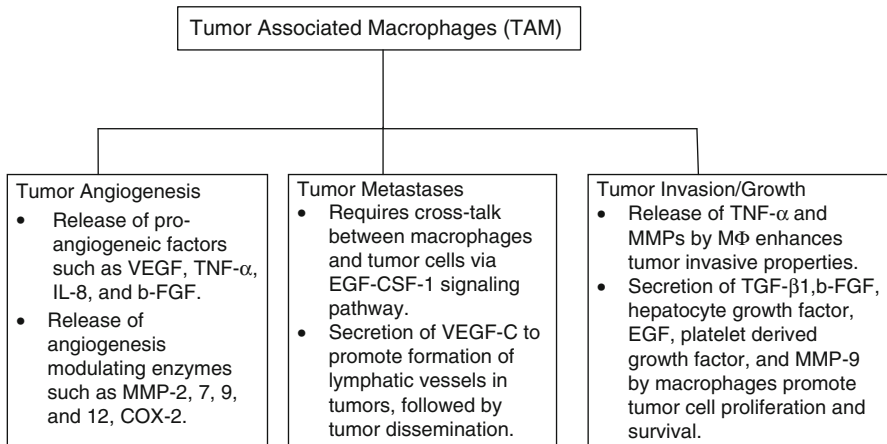 Tumor Associated Macrophages (TAM)
Tumor Angiogenesis
• Release of pro-
angiogeneic factors
such as VEGF, TNF-α,
IL-8, and b-FGF.
• Release of
angiogenesis
modulating enzymes
such as MMP-2, 7, 9,
and 12, COX-2.
Tumor Metastases
• Requires cross-talk
between macrophages
and tumor cells via
EGF-CSF-1 signaling
pathway.
• Secretion of VEGF-C to
promote formation of
lymphatic vessels in
tumors, followed by
tumor dissemination.
Tumor Invasion/Growth
• Release of TNF-α and
MMPs by MΦ enhances
tumor invasive properties.
• Secretion of TGF-β1,b-FGF,
hepatocyte growth factor,
EGF, platelet derived
growth factor, and MMP-9
by macrophages promote
tumor cell proliferation and
survival.